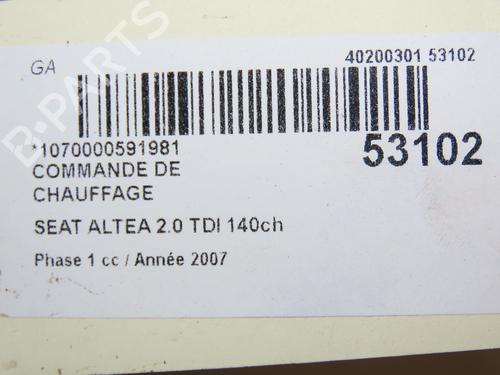 GA
40200301 53102
*1070000591981
53102
COMMANDE DE
CHAUFFAGE
SEAT ALTEA 2.0 TDI 140ch
Phase 1 cc / Année 2007
B-PARTS